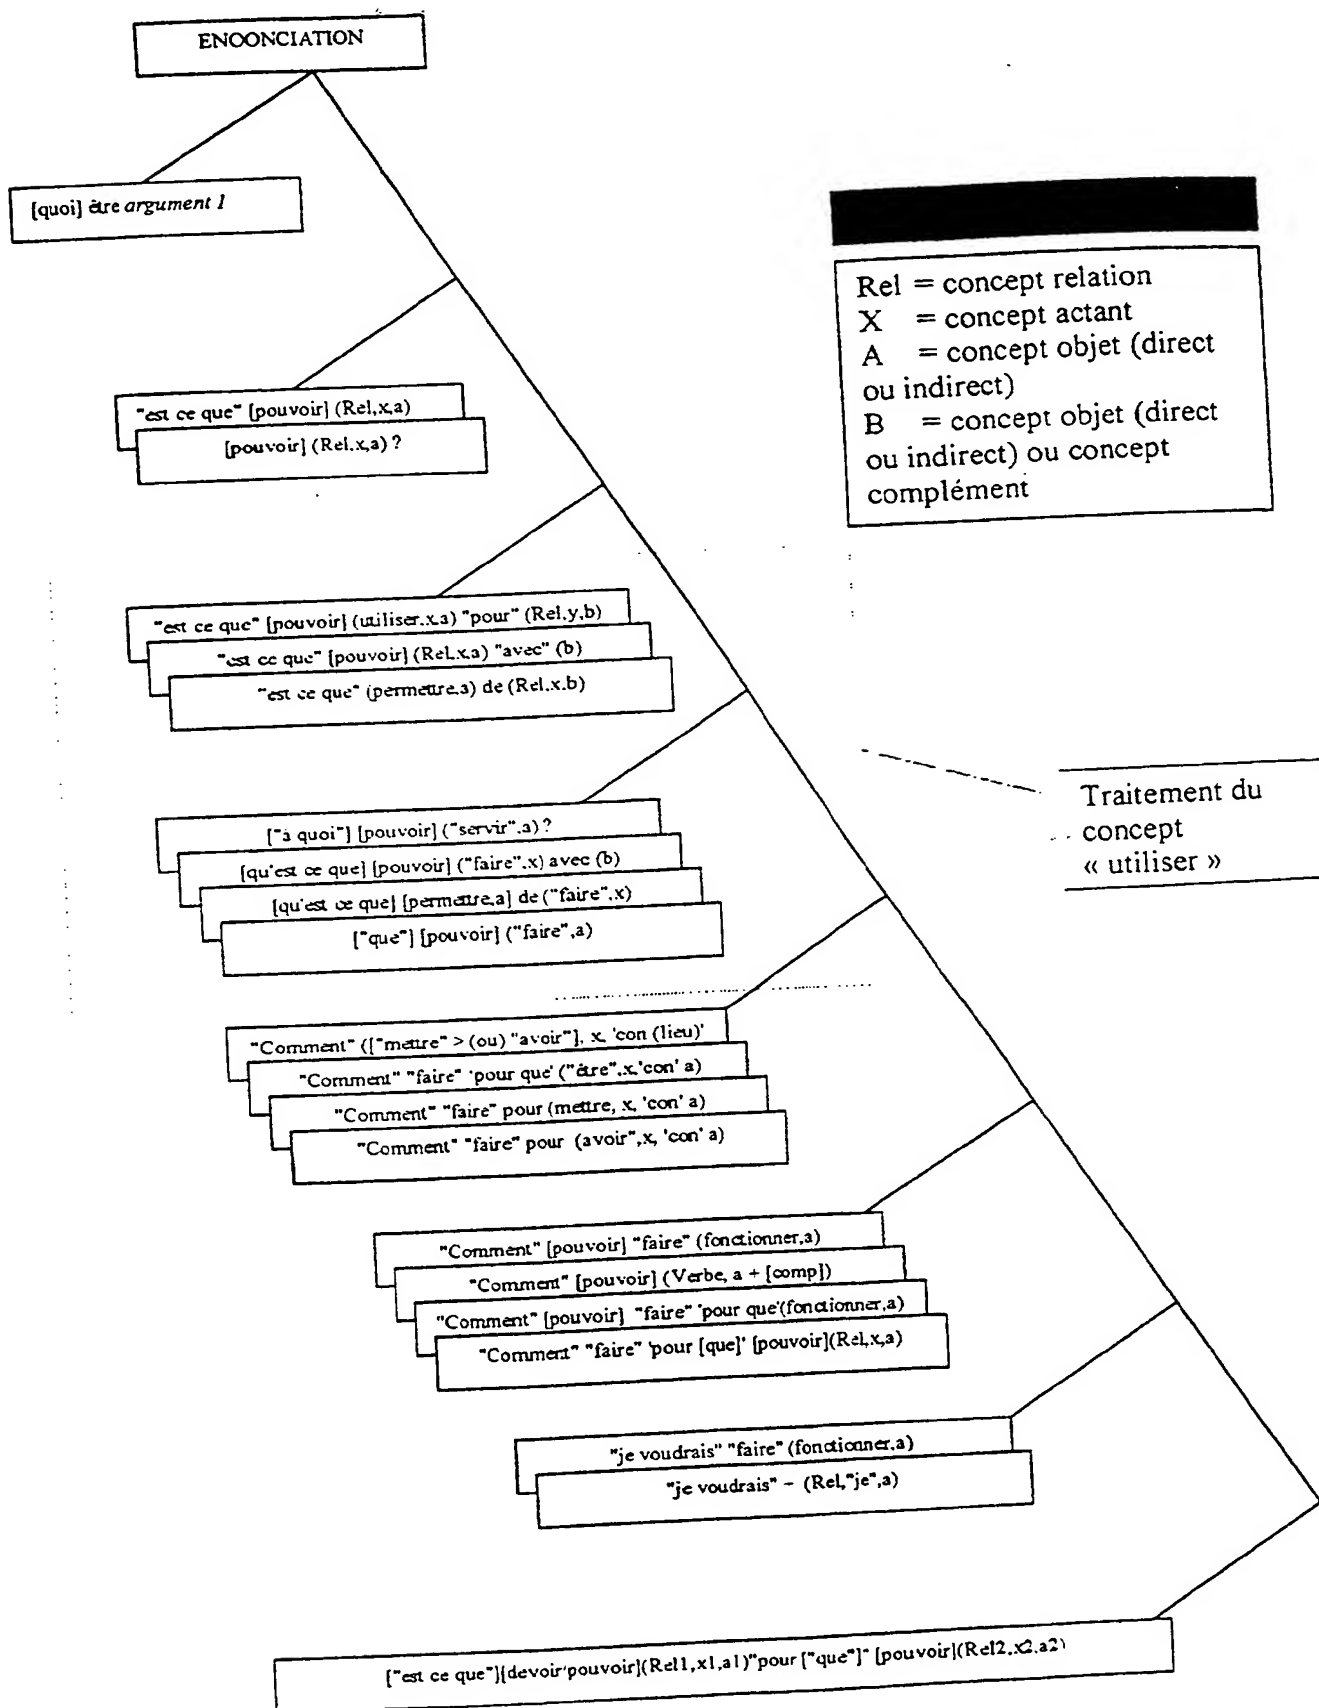 ENOONCIATION
[quoi] être argument 1
Rel = concept relation
X = concept actant
A = concept objet (direct
ou indirect)
B = concept objet (direct
ou indirect) ou concept
complément
"est ce que" [pouvoir] (Rel,x,a)
[pouvoir] (Rel.x,a) ?
"est ce que" [pouvoir] (utiliser.x.a) "pour" (Rel.y,b)
"est ce que" [pouvoir] (Rel.x,a) "avec" (b)
"est ce que" (permettre.a) de (Rel.x.b)
Traitement du
concept
« utiliser »
["à quoi"] [pouvoir] ("servir".a) ?
[qu'est ce que] [pouvoir] ("faire".x) avec (b)
[qu'est ce que] [permettre,a] de ("faire".x)
["que"] [pouvoir] ("faire",a)
"Comment" (["mettre" > (ou) "avoir"], x, 'con (lieu)'
"Comment" "faire" 'pour que' ("être",x,'con' a)
"Comment" "faire" pour (mettre, x, 'con' a)
"Comment" "faire" pour (avoir",x, 'con' a)
"Comment" [pouvoir] "faire" (fonctionner,a)
"Comment" [pouvoir] (Verbe, a + [comp])
"Comment" [pouvoir] "faire" 'pour que'(fonctionner,a)
"Comment" "faire" 'pour [que]' [pouvoir](Rel,x,a)
"je voudrais" "faire" (fonctionner,a)
"je voudrais" – (Rel,"je",a)
["est ce que"][devoir/pouvoir](Rel1,x1,a1)"pour ["que"]" [pouvoir](Rel2.x2.a2)